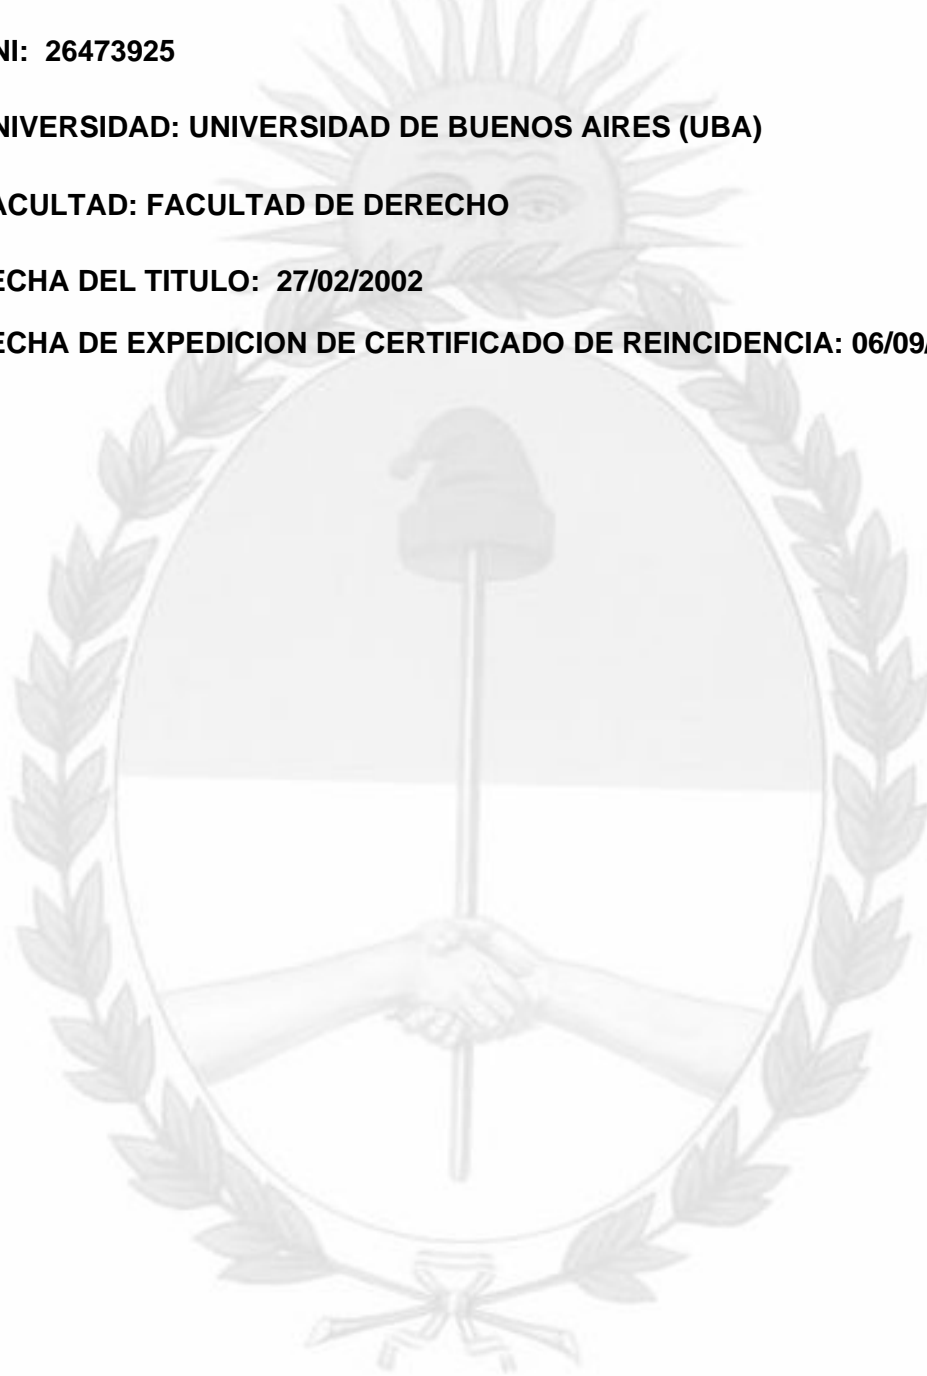 NI: 26473925
NIVERSIDAD: UNIVERSIDAD DE BUENOS AIRES (UBA)
ACULTAD: FACULTAD DE DERECHO
ECHA DEL TITULO: 27/02/2002
ECHA DE EXPEDICION DE CERTIFICADO DE REINCIDENCIA: 06/09/